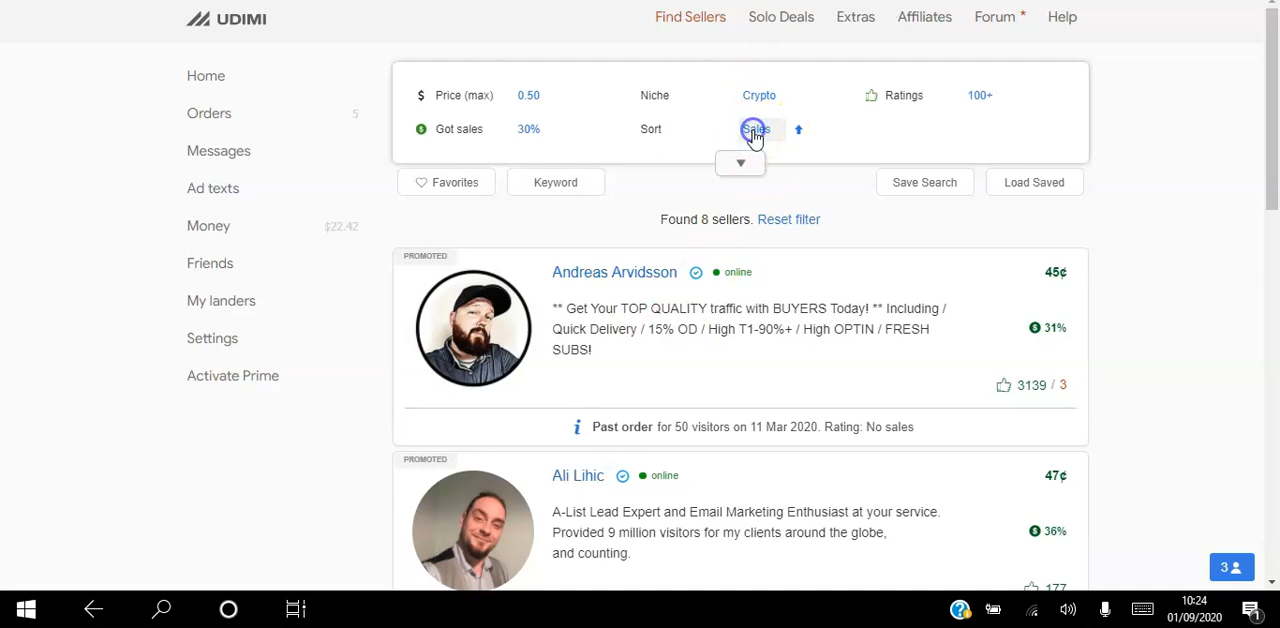 UDIMI
Find Sellers
Solo Deals
Extras
Affiliates
Forum *
Help
Home
Orders 5
Messages
Ad texts
Money $22.42
Friends
My landers
Settings
Activate Prime
$ Price (max) 0.50 Niche Crypto Ratings 100+
Got sales 30% Sort Sales
Favorites
Keyword
Save Search
Load Saved
Found 8 sellers. Reset filter
PROMOTED
Andreas Arvidsson online 45¢
** Get Your TOP QUALITY traffic with BUYERS Today! ** Including /
Quick Delivery / 15% OD / High T1-90%+ / High OPTIN / FRESH
SUBS!
$ 31%
3139 / 3
i Past order for 50 visitors on 11 Mar 2020. Rating: No sales
PROMOTED
Ali Lihic online 47¢
A-List Lead Expert and Email Marketing Enthusiast at your service.
Provided 9 million visitors for my clients around the globe,
and counting.
$ 36%
177
3
10:24
01/09/2020
1